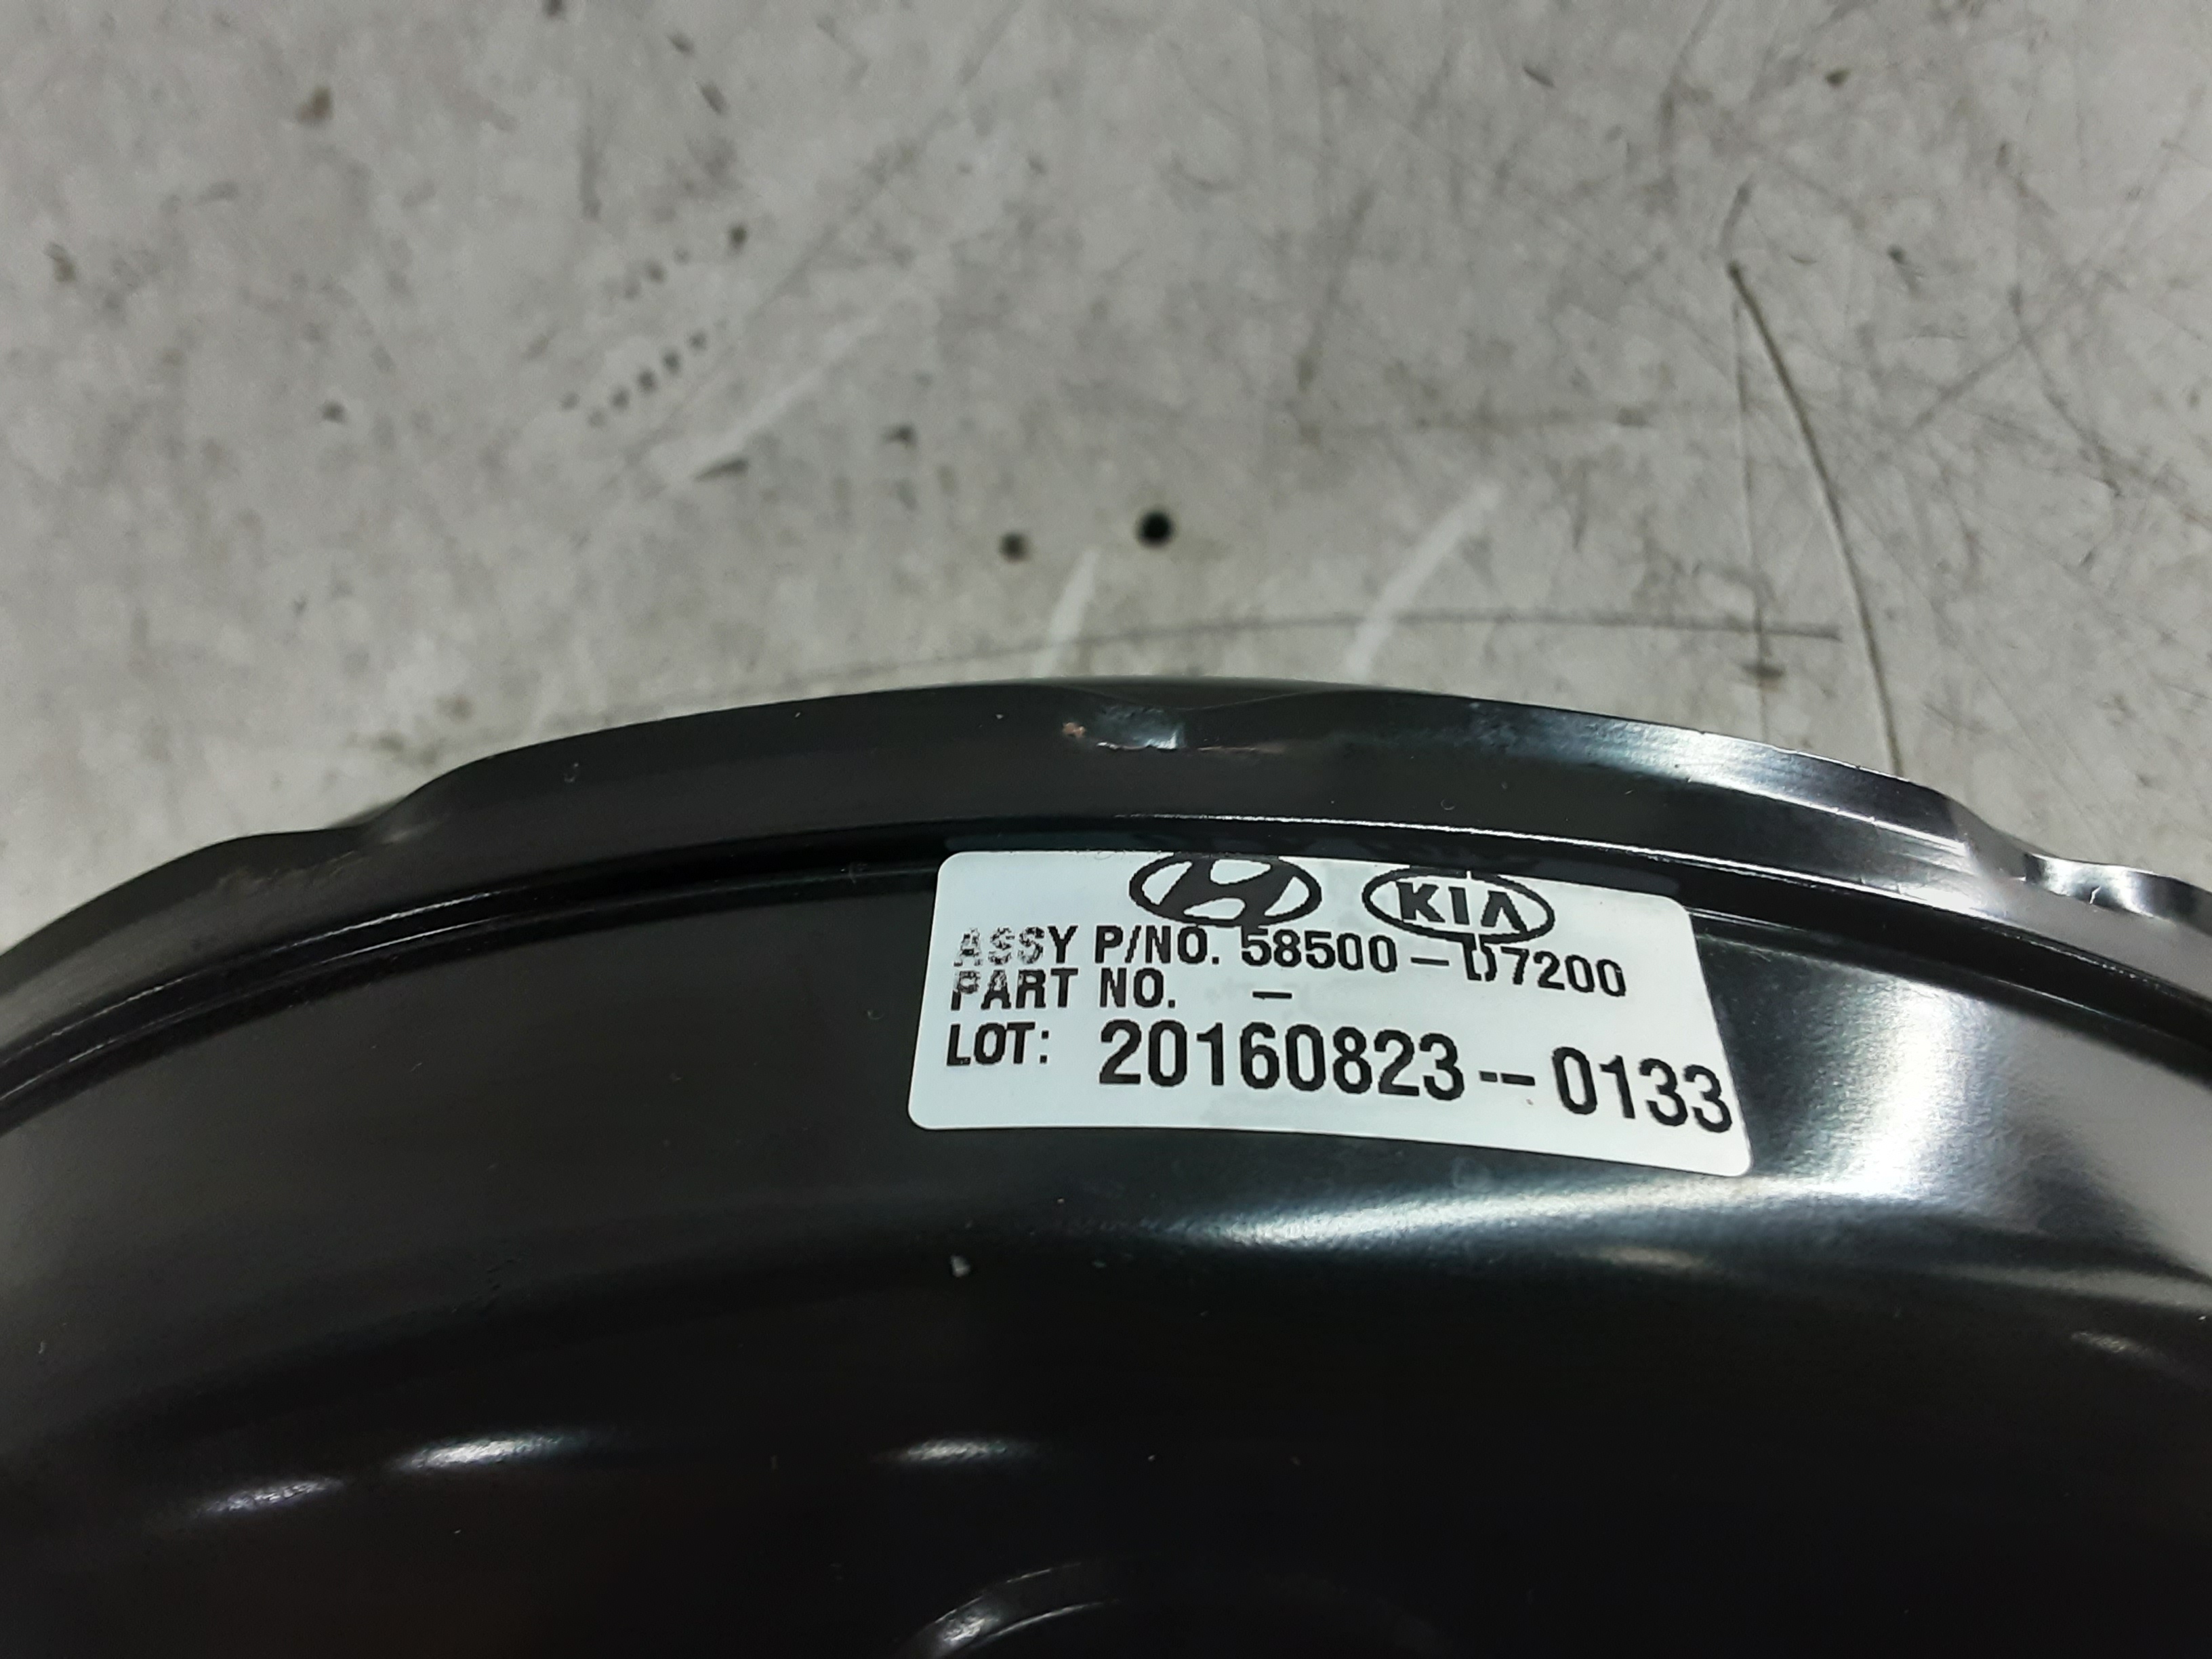 KIA
ASSY P/NO. 58500-D7200
PART NO. -
LOT: 20160823--0133